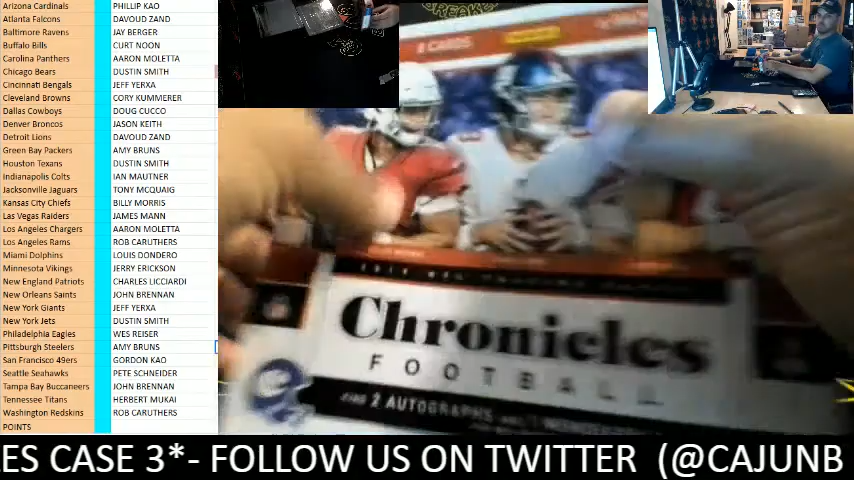 Arizona Cardinals PHILLIP KAO
Atlanta Falcons DAVOUD ZAND
Baltimore Ravens JAY BERGER
Buffalo Bills CURT NOON
Carolina Panthers AARON MOLETTA
Chicago Bears DUSTIN SMITH
Cincinnati Bengals JEFF YERXA
Cleveland Browns CORY KUMMERER
Dallas Cowboys DOUG CUCCO
Denver Broncos JASON KEITH
Detroit Lions DAVOUD ZAND
Green Bay Packers AMY BRUNS
Houston Texans DUSTIN SMITH
Indianapolis Colts IAN MAUTNER
Jacksonville Jaguars TONY MCQUAIG
Kansas City Chiefs BILLY MORRIS
Las Vegas Raiders JAMES MANN
Los Angeles Chargers AARON MOLETTA
Los Angeles Rams ROB CARUTHERS
Miami Dolphins LOUIS DONDERO
Minnesota Vikings JERRY ERICKSON
New England Patriots CHARLES LICCIARDI
New Orleans Saints JOHN BRENNAN
New York Giants JEFF YERXA
New York Jets DUSTIN SMITH
Philadelphia Eagles WES REISER
Pittsburgh Steelers AMY BRUNS
San Francisco 49ers GORDON KAO
Seattle Seahawks PETE SCHNEIDER
Tampa Bay Buccaneers JOHN BRENNAN
Tennessee Titans HERBERT MUKAI
Washington Redskins ROB CARUTHERS
POINTS
8 CARDS
Chronicles
FOOTBALL
2 AUTOGRAPHS
ES CASE 3*- FOLLOW US ON TWITTER (@CAJUNB